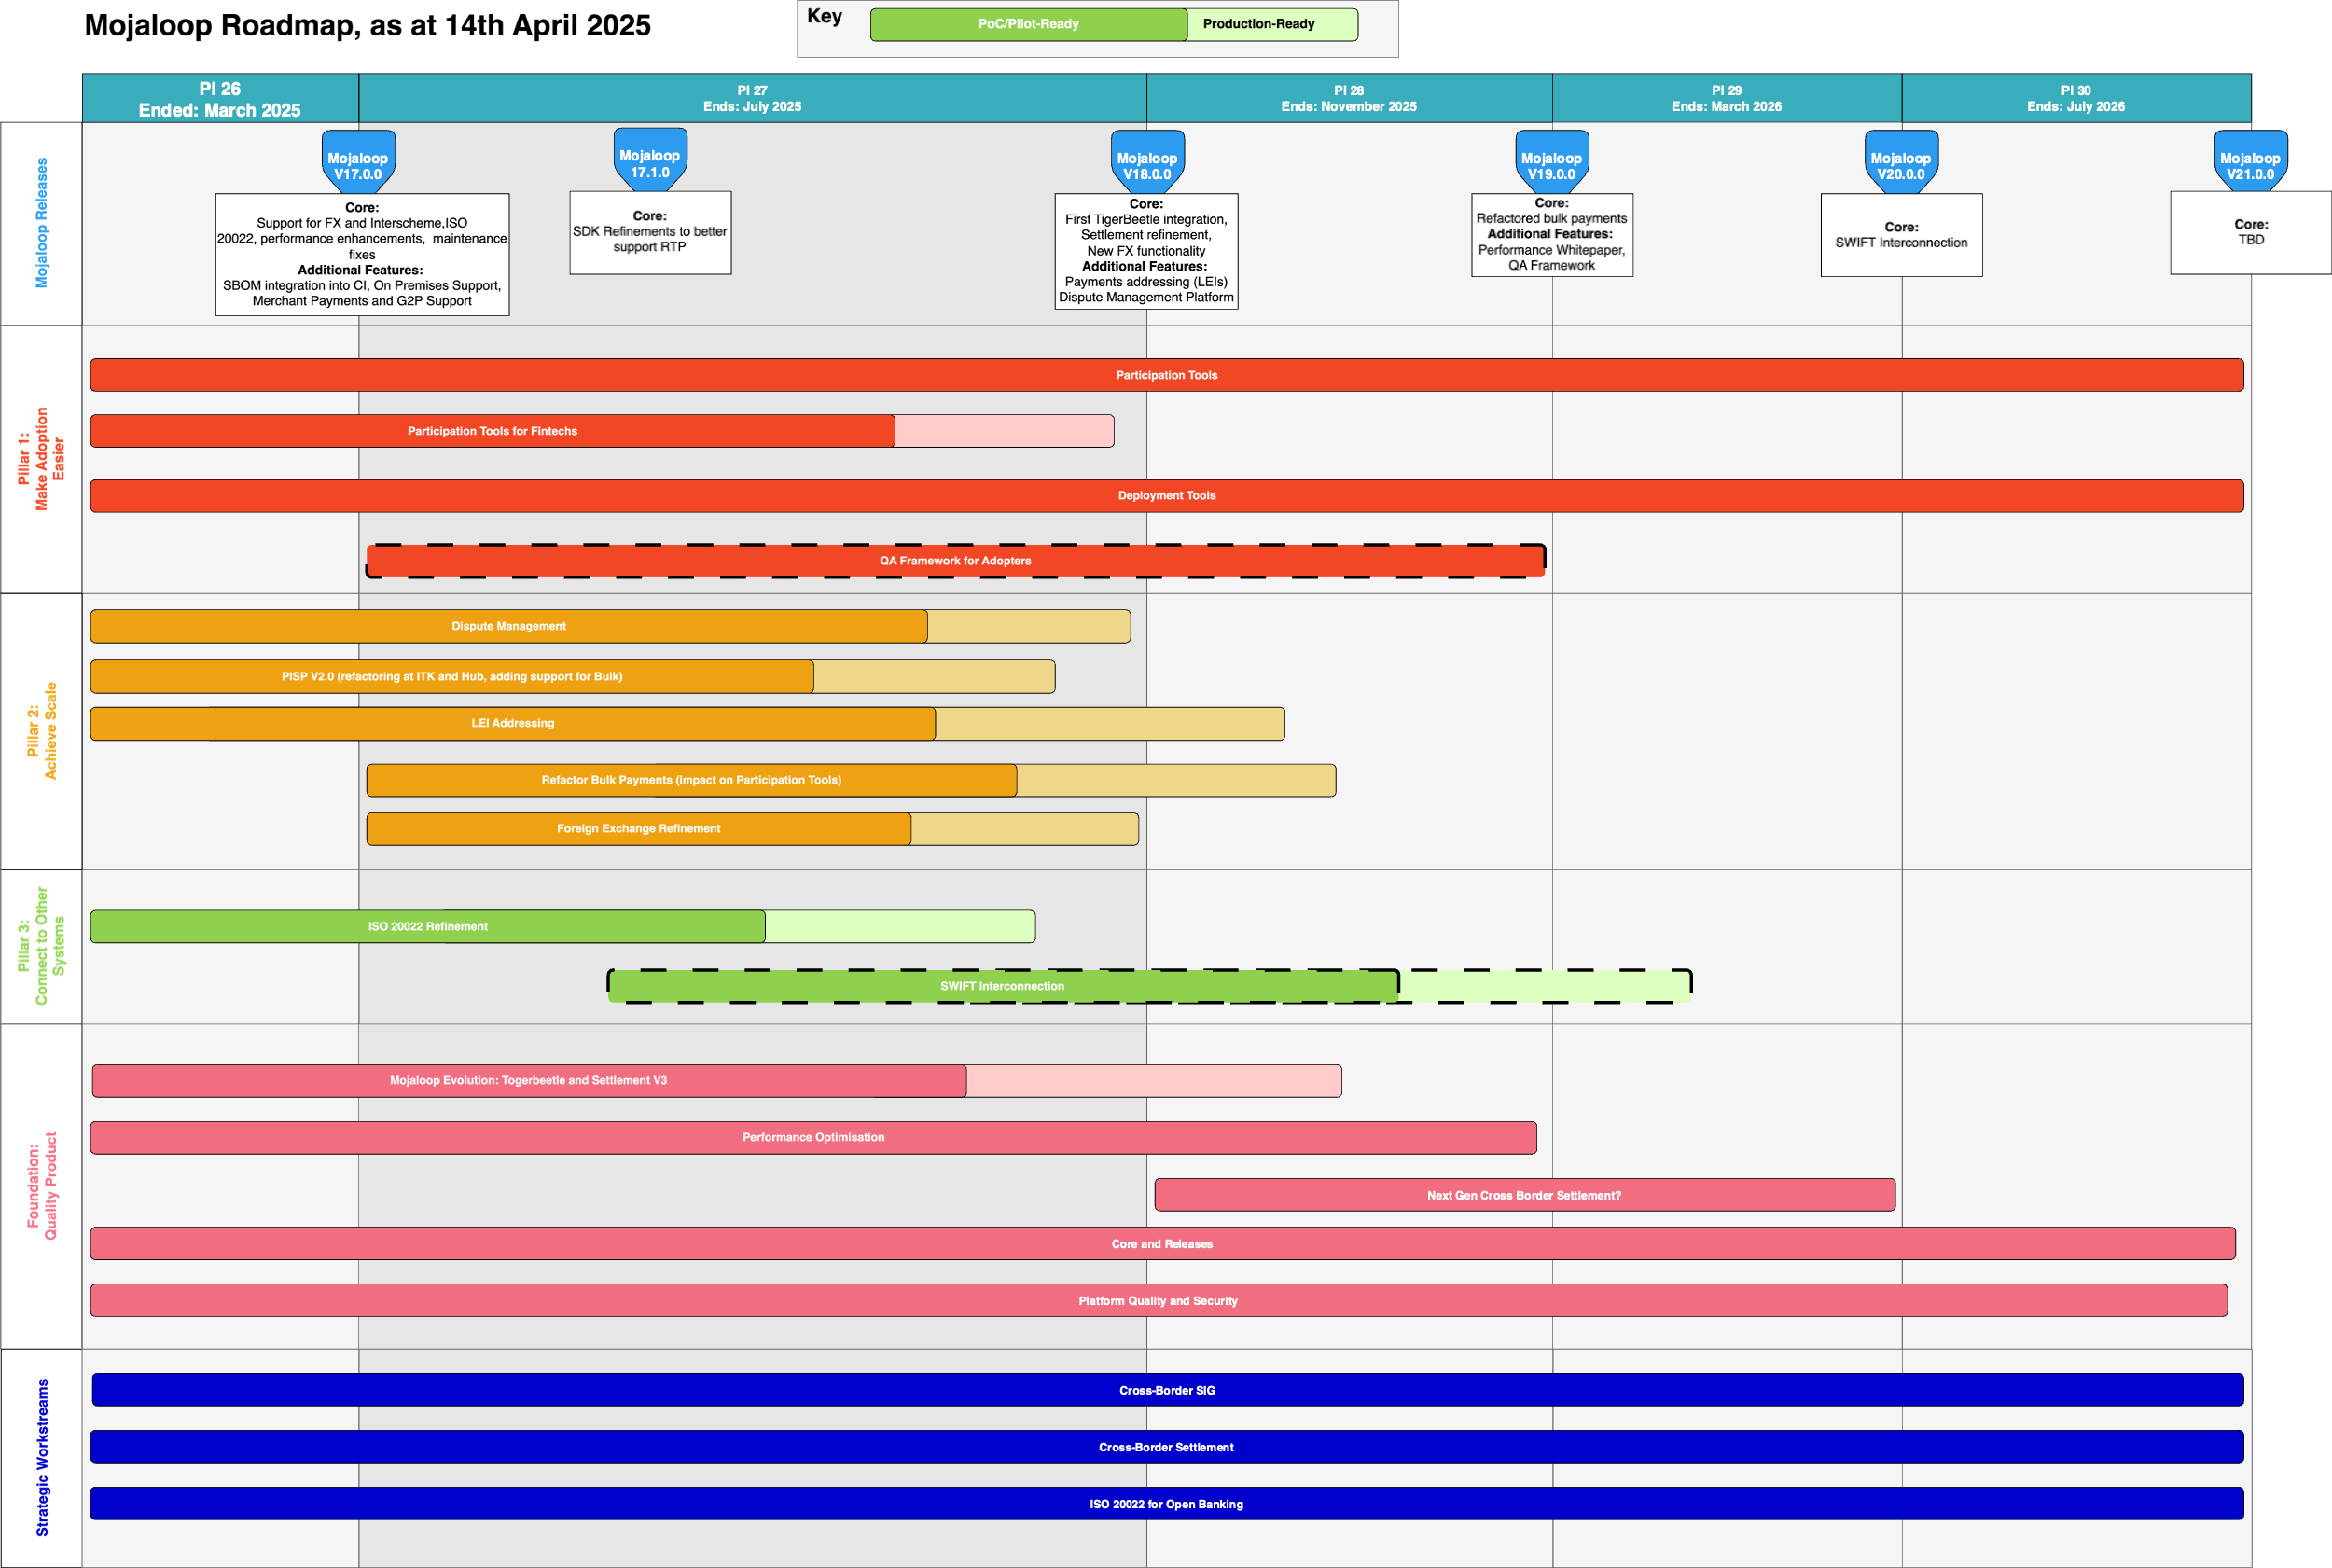 Mojaloop Roadmap, as at 14th April 2025
Key
PoC/Pilot-Ready
Production-Ready
PI 26
Ended: March 2025
PI 27
Ends: July 2025
PI 28
Ends: November 2025
PI 29
Ends: March 2026
PI 30
Ends: July 2026
Mojaloop Releases
Mojaloop
V17.0.0
Core:
Support for FX and Interscheme,ISO
20022, performance enhancements, maintenance
fixes
Additional Features:
SBOM integration into CI, On Premises Support,
Merchant Payments and G2P Support
Mojaloop
17.1.0
Core:
SDK Refinements to better
support RTP
Mojaloop
V18.0.0
Core:
First TigerBeetle integration,
Settlement refinement,
New FX functionality
Additional Features:
Payments addressing (LEIs)
Dispute Management Platform
Mojaloop
V19.0.0
Core:
Refactored bulk payments
Additional Features:
Performance Whitepaper,
QA Framework
Mojaloop
V20.0.0
Core:
SWIFT Interconnection
Mojaloop
V21.0.0
Core:
TBD
Pillar 1:
Make Adoption
Easier
Participation Tools
Participation Tools for Fintechs
Deployment Tools
QA Framework for Adopters
Pillar 2:
Achieve Scale
Dispute Management
PISP V2.0 (refactoring at ITK and Hub, adding support for Bulk)
LEI Addressing
Refactor Bulk Payments (impact on Participation Tools)
Foreign Exchange Refinement
Pillar 3:
Connect to Other
Systems
ISO 20022 Refinement
SWIFT Interconnection
Foundation:
Quality Product
Mojaloop Evolution: Togerbeetle and Settlement V3
Performance Optimisation
Next Gen Cross Border Settlement?
Core and Releases
Platform Quality and Security
Strategic Workstreams
Cross-Border SIG
Cross-Border Settlement
ISO 20022 for Open Banking